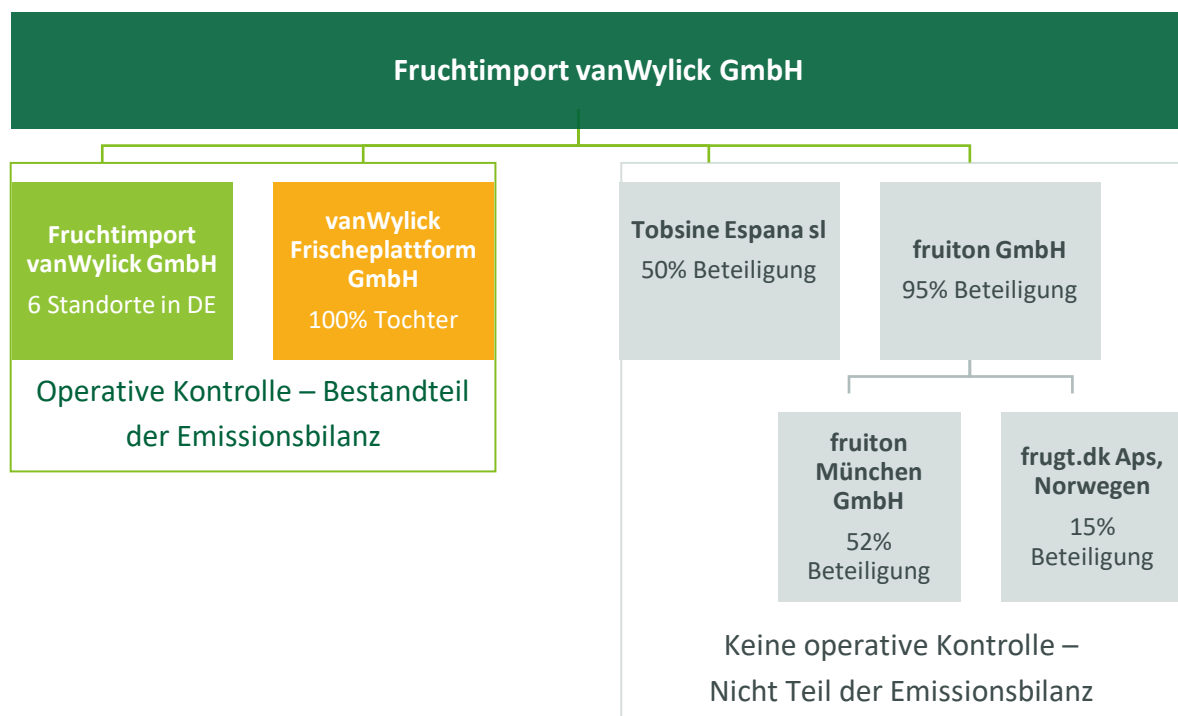 Fruchtimport vanWylick GmbH
Fruchtimport
vanWylick GmbH
6 Standorte in DE
vanWylick
Frischeplattform
GmbH
100% Tochter
Operative Kontrolle – Bestandteil
der Emissionsbilanz
Tobsine Espana sl
50% Beteiligung
fruiton GmbH
95% Beteiligung
fruiton
München
GmbH
52%
Beteiligung
frugt.dk Aps,
Norwegen
15%
Beteiligung
Keine operative Kontrolle –
Nicht Teil der Emissionsbilanz